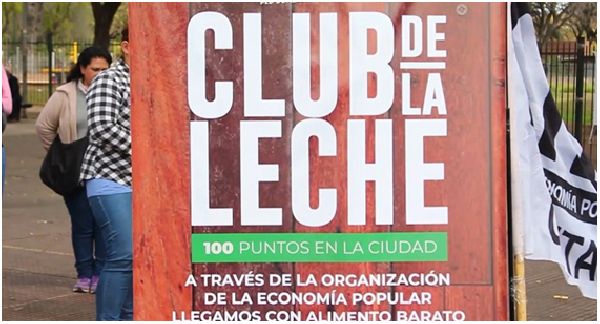 CLUB DE LA
LECHE
100 PUNTOS EN LA CIUDAD
A TRAVÉS DE LA ORGANIZACIÓN
DE LA ECONOMÍA POPULAR
LLEGAMOS CON ALIMENTO BARATO